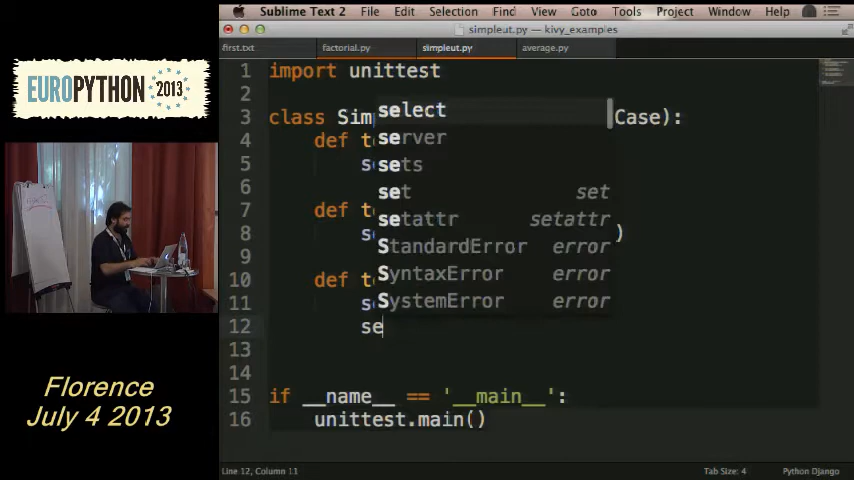 Sublime Text 2 File Edit Selection Find View Goto Tools Project Window Help
simpleut.py — kivy_examples
first.txt factorial.py simpleut.py average.py
EUROPYTHON 2013
1 import unittest
2
3 class Sim Case):
4 def t
5 s
6
7 def t
8 s )
9
10 def t
11 s
12 se
13
14
15 if __name__ == '__main__':
16 unittest.main()
select
server
sets
set set
setattr setattr
StandardError error
SyntaxError error
SystemError error
Florence
July 4 2013
Line 12, Column 11 Tab Size: 4 Python Django